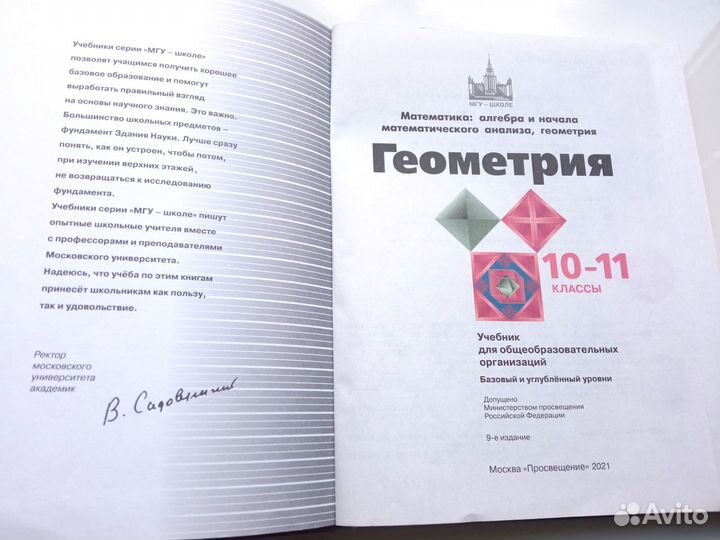 Учебники серии «МГУ – школе»
позволят учащимся получить хорошее
базовое образование и помогут
выработать правильный взгляд
на основы научного знания. Это важно.
Большинство школьных предметов –
фундамент Здания Науки. Лучше сразу
понять, как он устроен, чтобы потом,
при изучении верхних этажей,
не возвращаться к исследованию
фундамента.
Учебники серии «МГУ – школе» пишут
опытные школьные учителя вместе
с профессорами и преподавателями
Московского университета.
Надеюсь, что учёба по этим книгам
принесёт школьникам как пользу,
так и удовольствие.
Ректор
московского
университета
академик
В. Садовничий
МГУ – ШКОЛЕ
Математика: алгебра и начала
математического анализа, геометрия
Геометрия
10–11
КЛАССЫ
Учебник
для общеобразовательных
организаций
Базовый и углублённый уровни
Допущено
Министерством просвещения
Российской Федерации
9-е издание
Москва «Просвещение» 2021
Avito